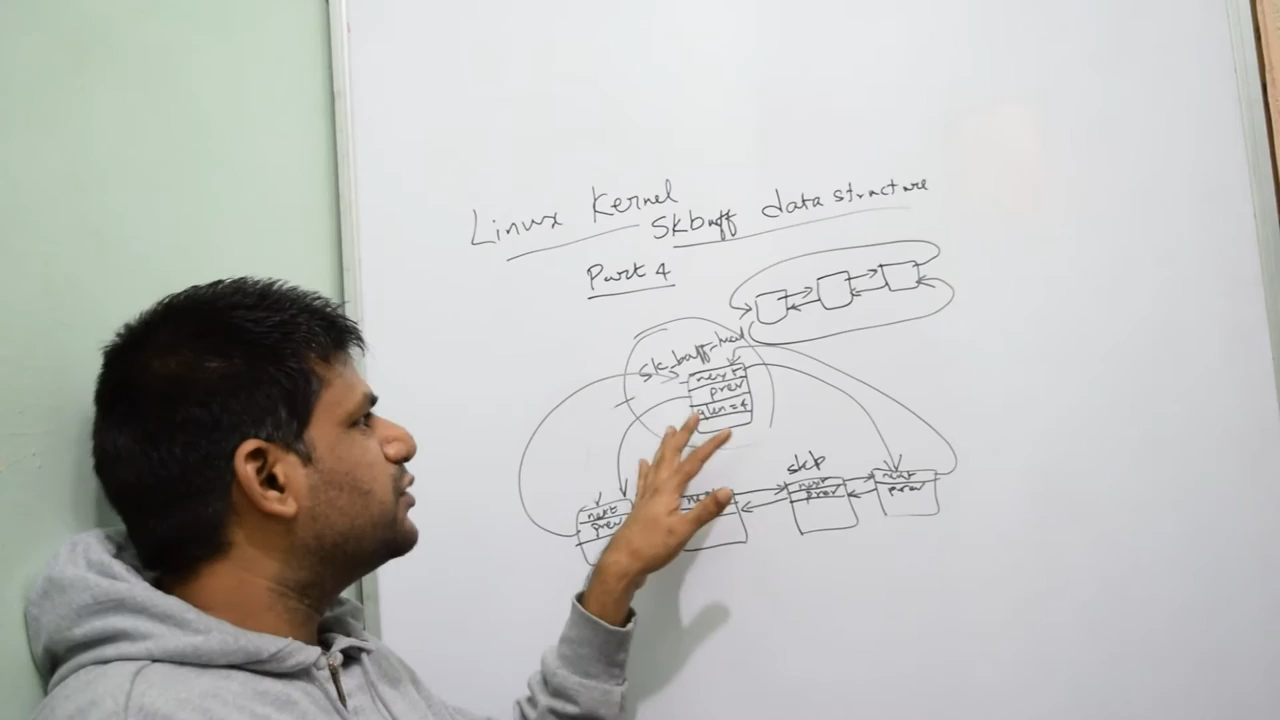 Linux Kernel
Skbuff data structure
Part 4
sk_buff_head
next
prev
qlen=4
skb
next
prev
next
next
prev
next
prev